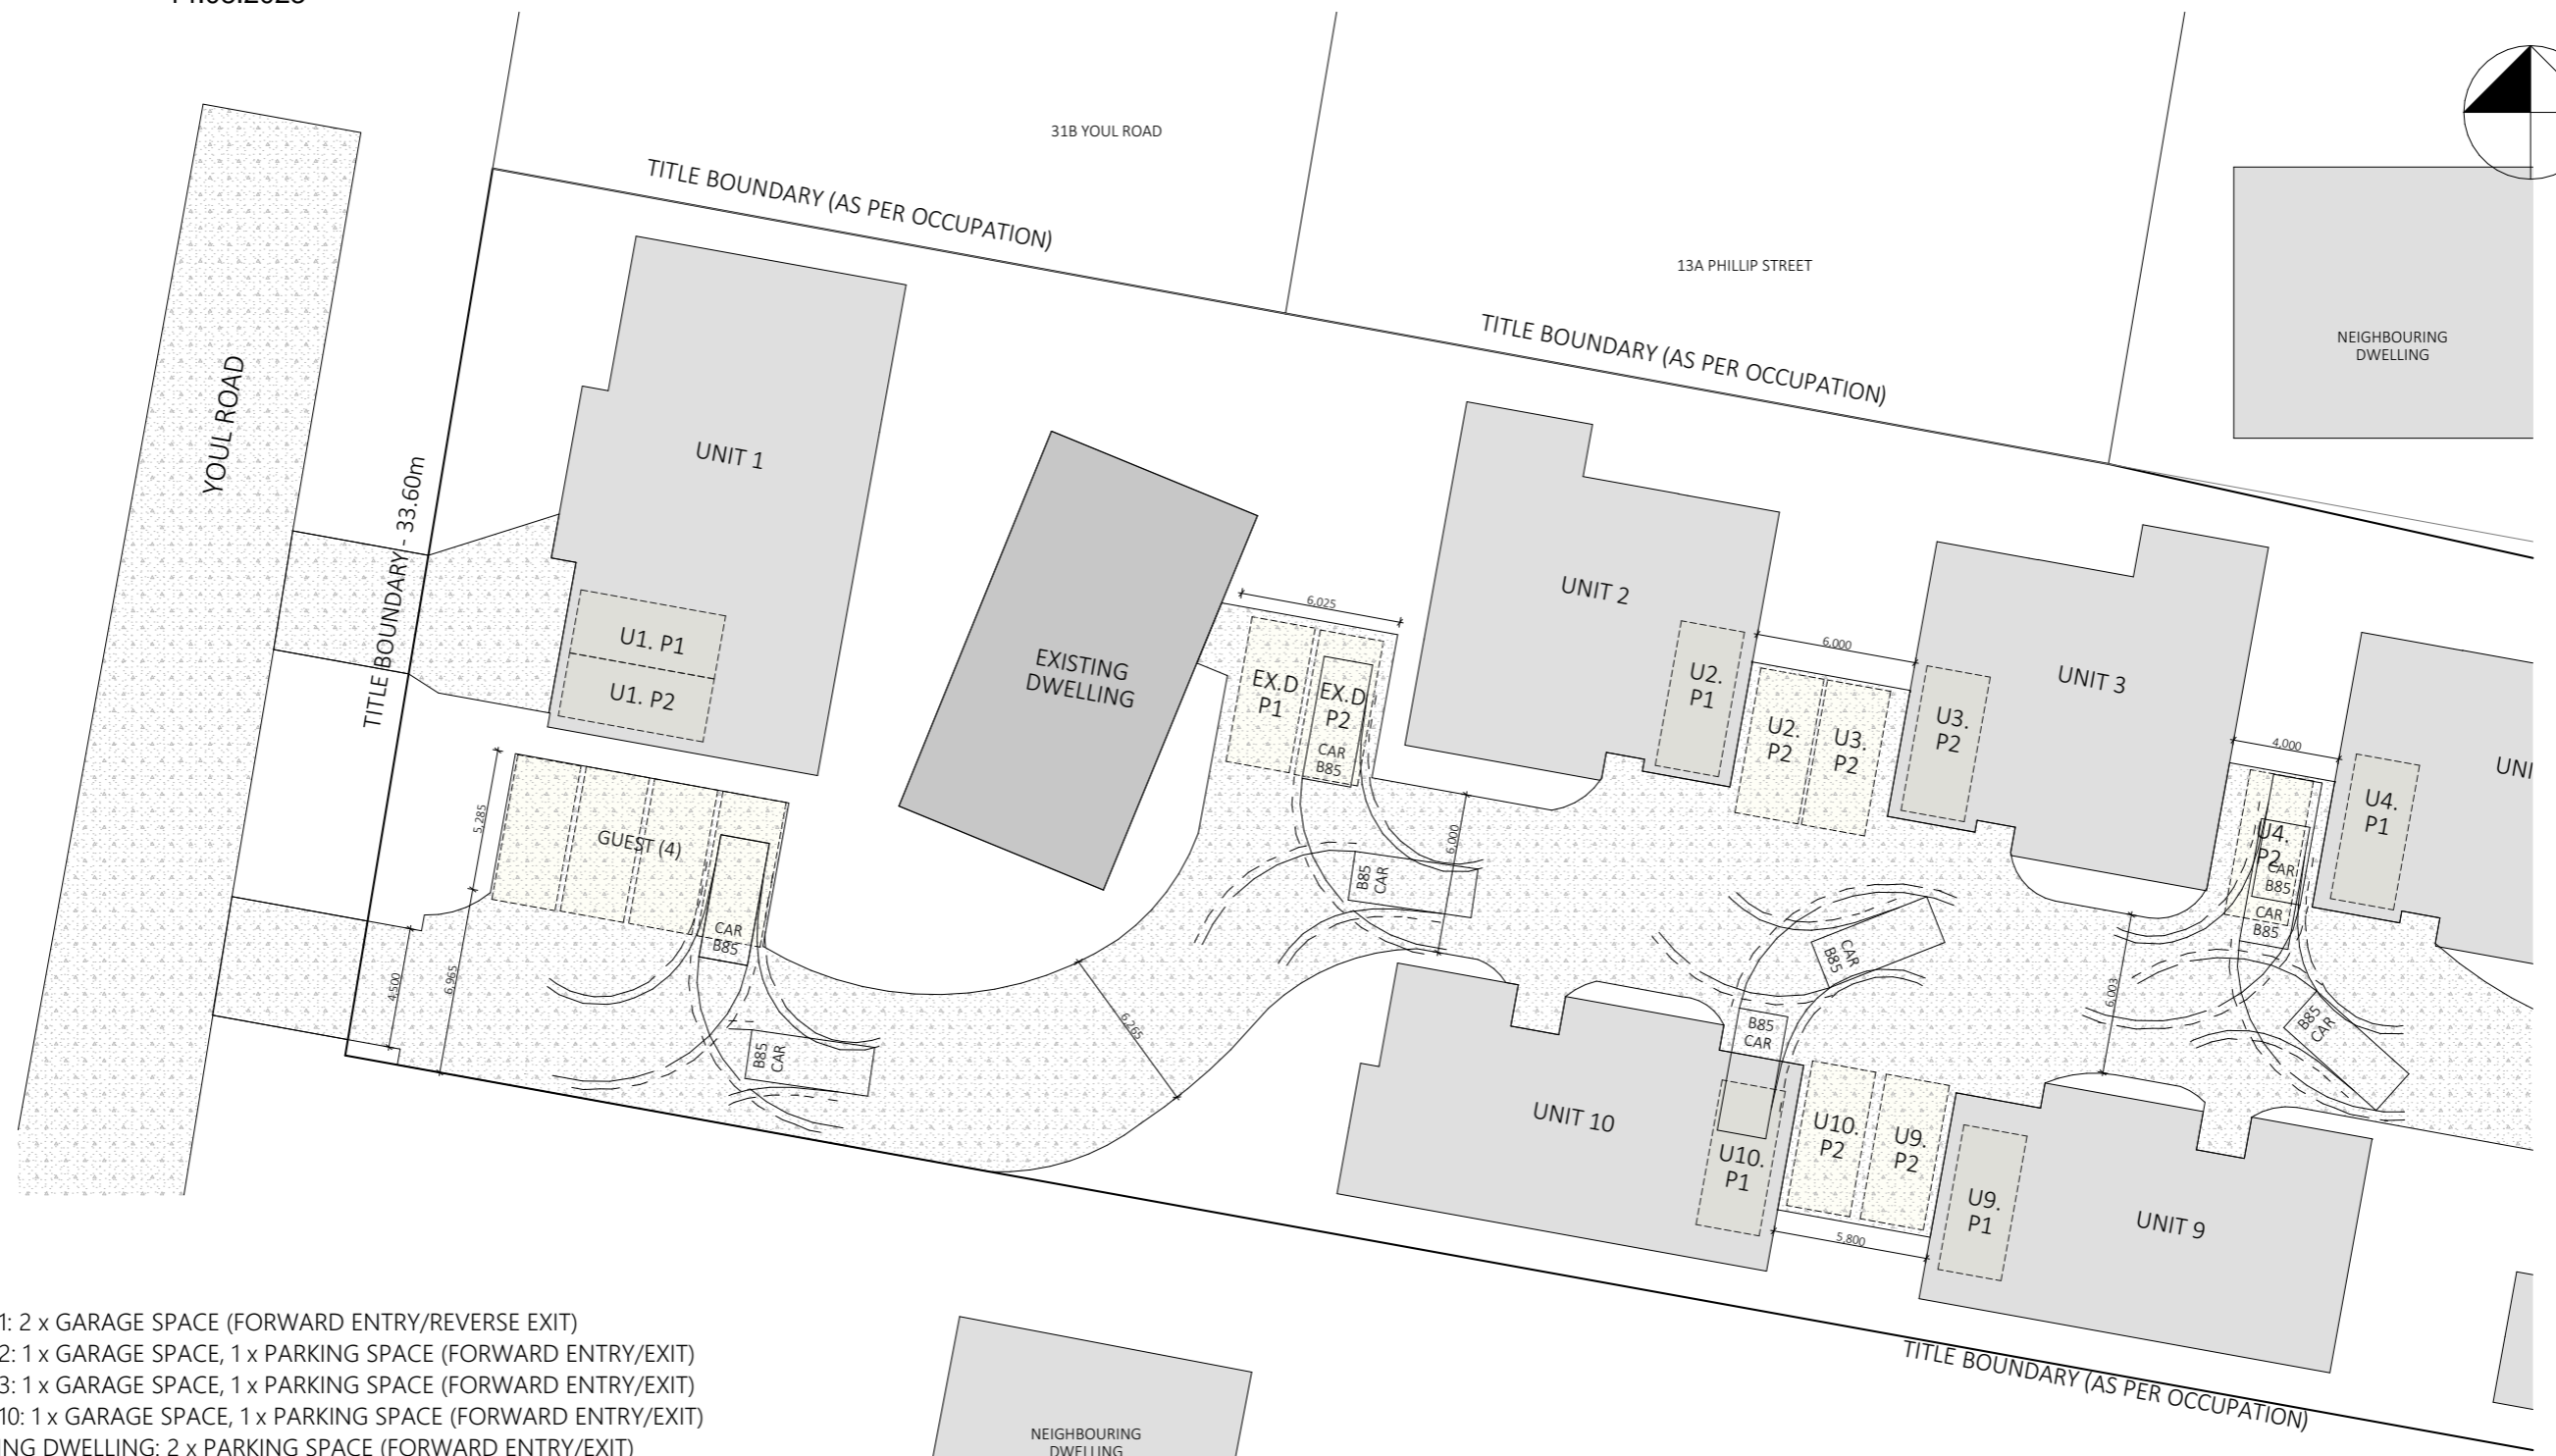 31B YOUL ROAD
TITLE BOUNDARY (AS PER OCCUPATION)
13A PHILLIP STREET
TITLE BOUNDARY (AS PER OCCUPATION)
NEIGHBOURING
DWELLING
YOUL ROAD
TITLE BOUNDARY - 33.60m
UNIT 1
U1. P1
U1. P2
EXISTING
DWELLING
6,025
EX.D
P1
EX.D
P2
CAR
B85
UNIT 2
U2.
P1
6,000
U2.
P2
U3.
P2
U3.
P2
UNIT 3
4,000
U4.
P2
CAR
B85
CAR
B85
U4.
P1
UNI
5,285
GUEST (4)
CAR
B85
4,500
6,965
B85
CAR
6,265
B85
CAR
6,000
CAR
B85
B85
CAR
6,003
B85
CAR
UNIT 10
U10.
P1
U10.
P2
U9.
P2
5,800
U9.
P1
UNIT 9
TITLE BOUNDARY (AS PER OCCUPATION)
1: 2 x GARAGE SPACE (FORWARD ENTRY/REVERSE EXIT)
2: 1 x GARAGE SPACE, 1 x PARKING SPACE (FORWARD ENTRY/EXIT)
3: 1 x GARAGE SPACE, 1 x PARKING SPACE (FORWARD ENTRY/EXIT)
10: 1 x GARAGE SPACE, 1 x PARKING SPACE (FORWARD ENTRY/EXIT)
ING DWELLING: 2 x PARKING SPACE (FORWARD ENTRY/EXIT)
NEIGHBOURING
DWELLING